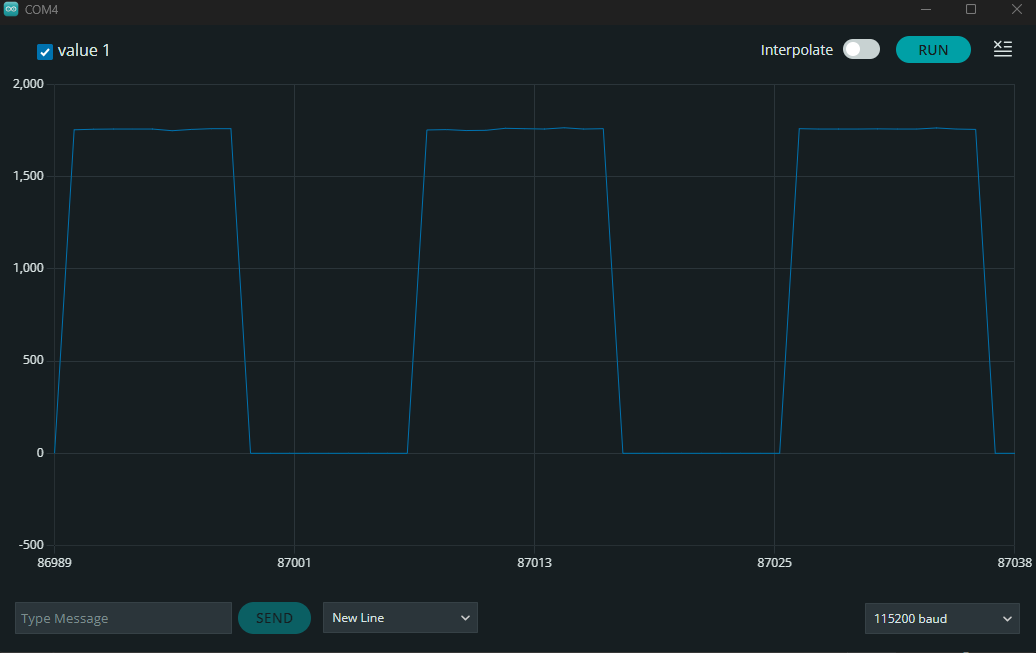 COM4
value 1
Interpolate
RUN
2,000
1,500
1,000
500
0
-500
86989 87001 87013 87025 87038
Type Message
SEND
New Line
115200 baud